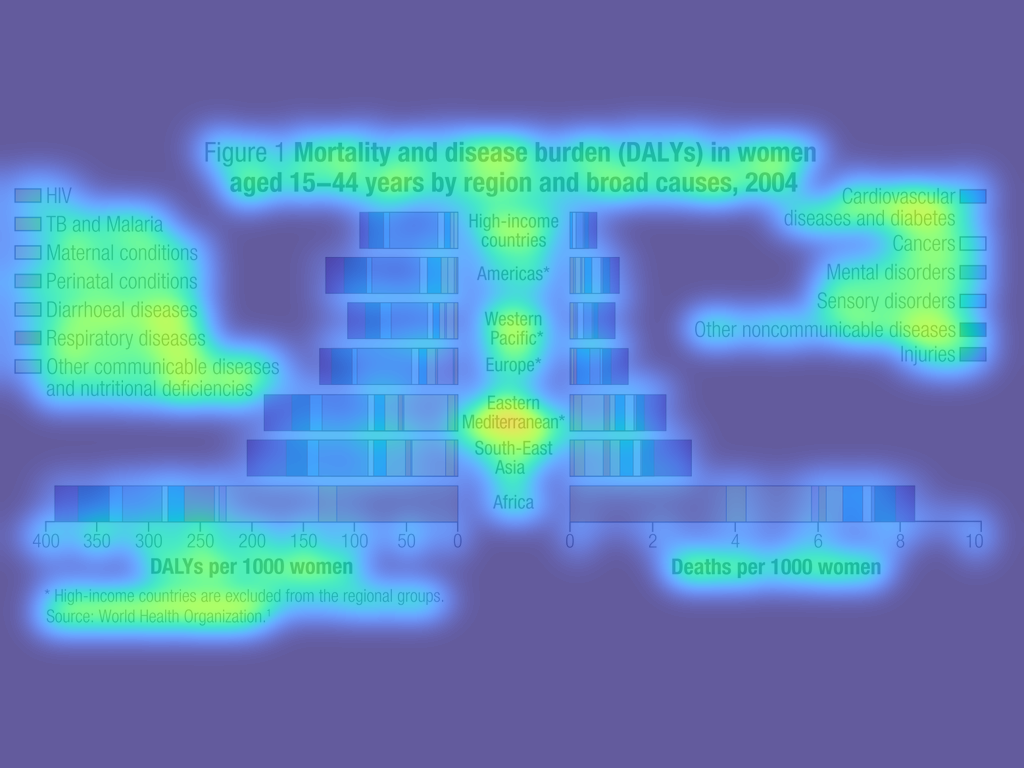 Figure 1 Mortality and disease burden (DALYs) in women
aged 15–44 years by region and broad causes, 2004
HIV
TB and Malaria
Maternal conditions
Perinatal conditions
Diarrhoeal diseases
Respiratory diseases
Other communicable diseases
and nutritional deficiencies
High-income
countries
Americas*
Western
Pacific*
Europe*
Eastern
Mediterranean*
South-East
Asia
Africa
Cardiovascular
diseases and diabetes
Cancers
Mental disorders
Sensory disorders
Other noncommunicable diseases
Injuries
400 350 300 250 200 150 100 50 0
DALYs per 1000 women
0 2 4 6 8 10
Deaths per 1000 women
* High-income countries are excluded from the regional groups.
Source: World Health Organization.¹